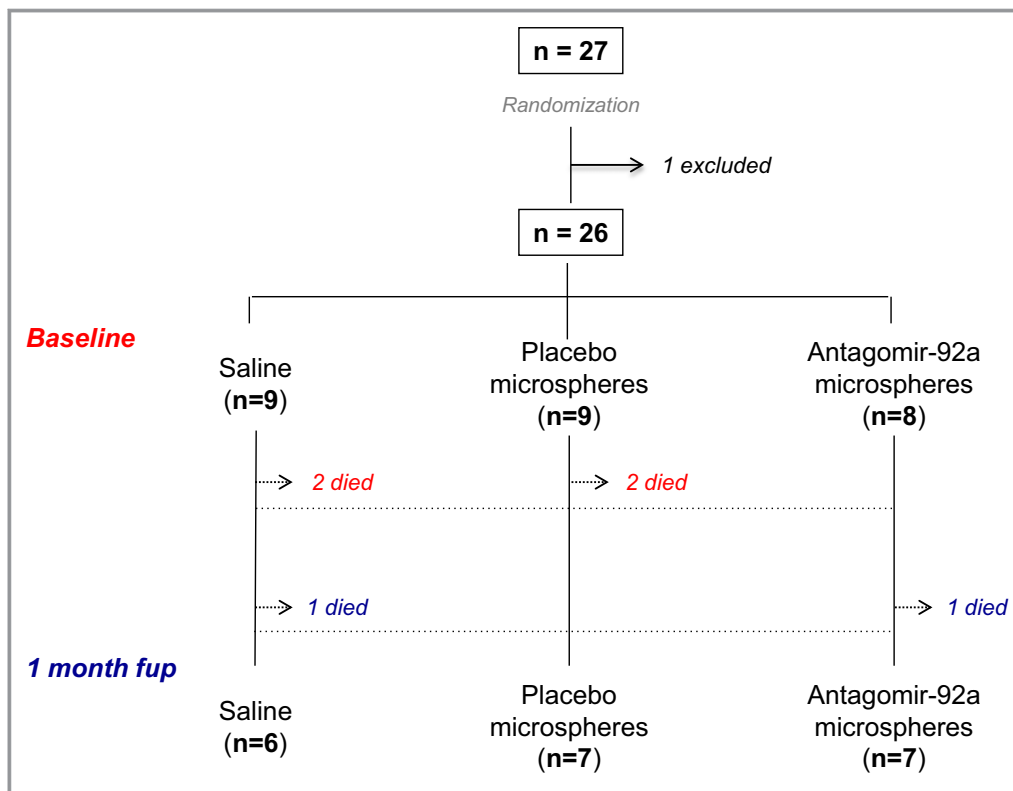 n = 27
Randomization
1 excluded
n = 26
Baseline
Saline
(n=9)
Placebo
microspheres
(n=9)
Antagomir-92a
microspheres
(n=8)
2 died
2 died
1 died
1 died
1 month fup
Saline
(n=6)
Placebo
microspheres
(n=7)
Antagomir-92a
microspheres
(n=7)